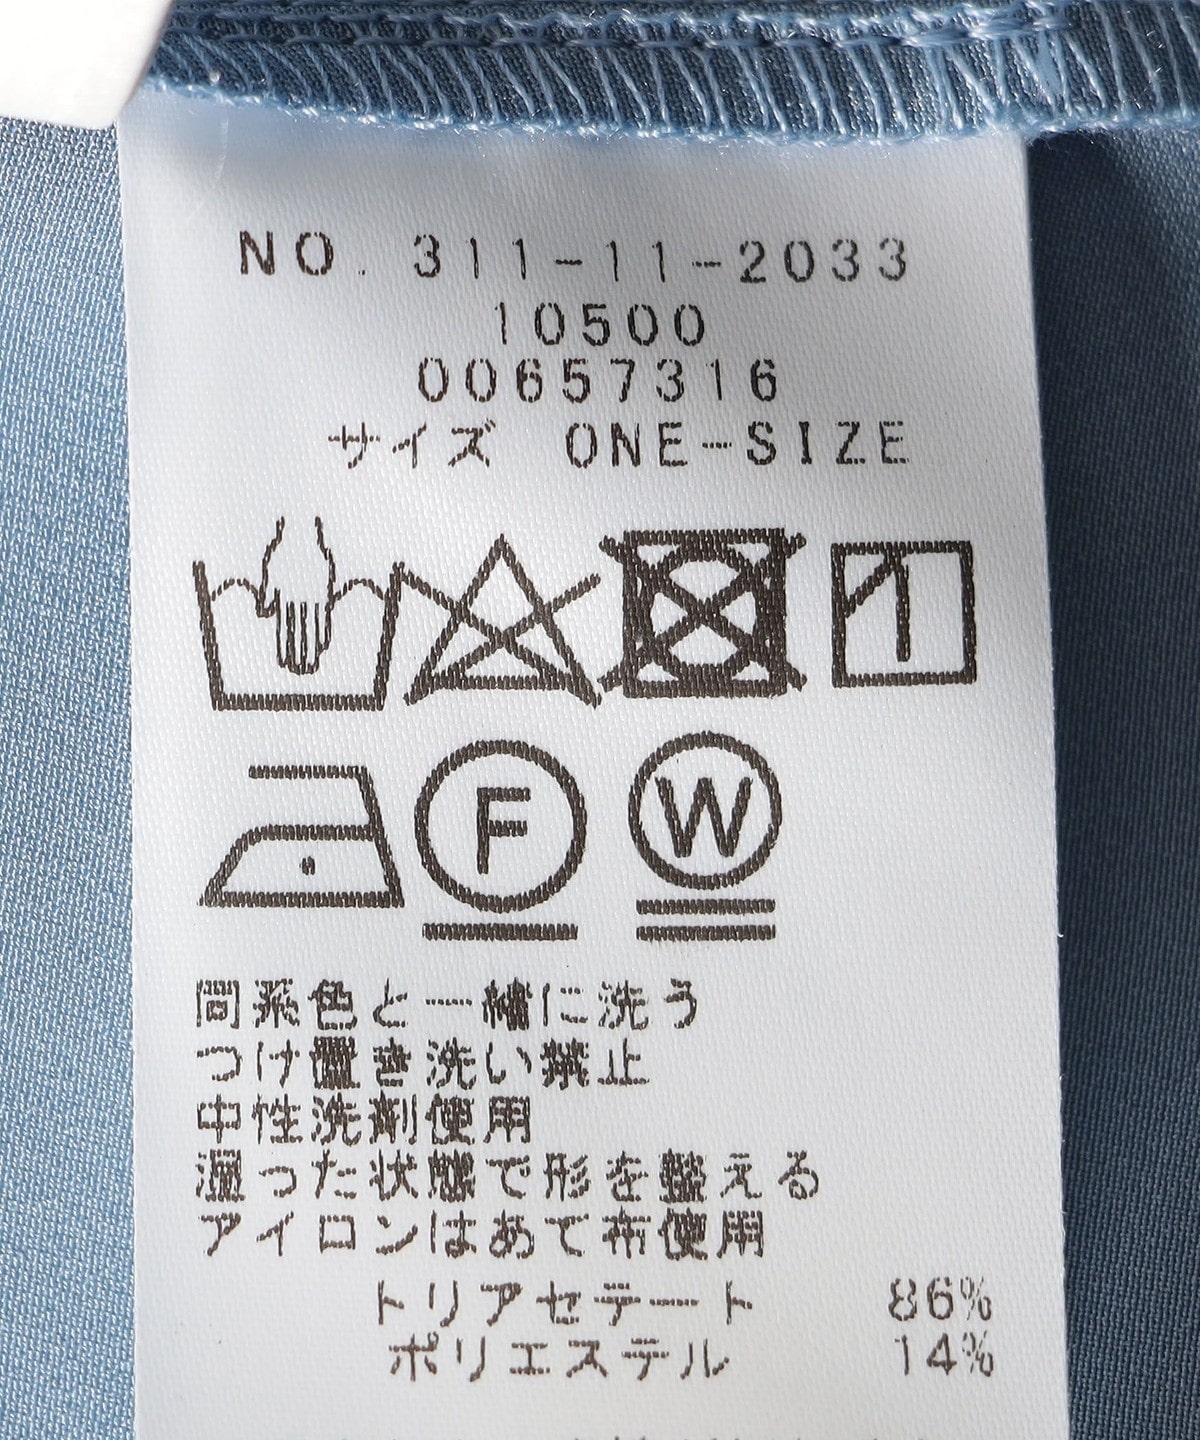 NO. 311-11-2033
10500
00657316
サイズ ONE-SIZE
F W
同系色と一緒に洗う
つけ置き洗い禁止
中性洗剤使用
湿った状態で形を整える
アイロンはあて布使用
トリアセテート 86%
ポリエステル 14%